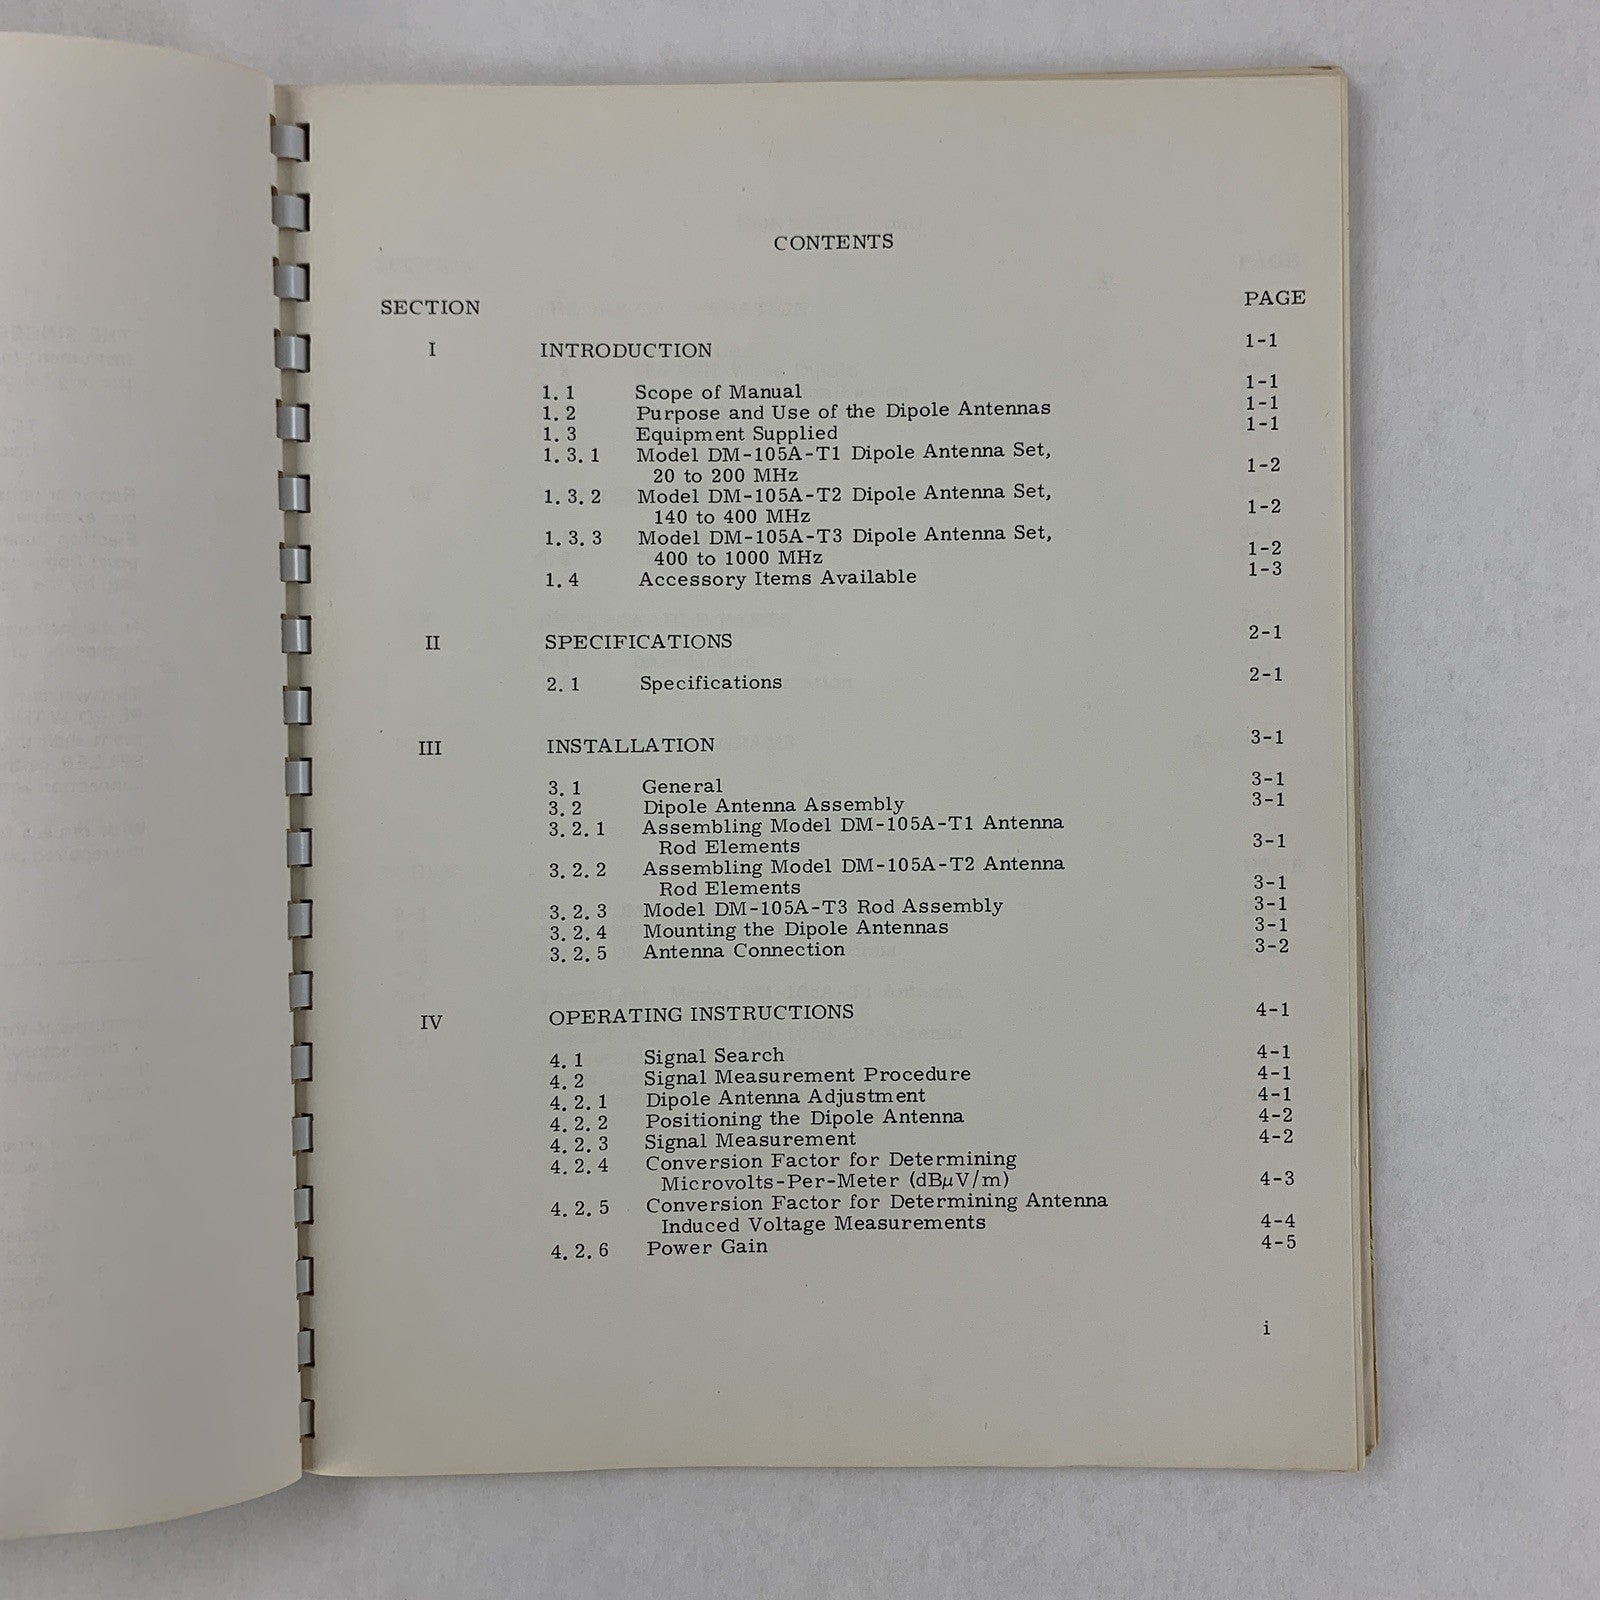 CONTENTS
SECTION PAGE
I INTRODUCTION 1-1
1.1 Scope of Manual 1-1
1.2 Purpose and Use of the Dipole Antennas 1-1
1.3 Equipment Supplied 1-1
1.3.1 Model DM-105A-T1 Dipole Antenna Set,
20 to 200 MHz 1-2
1.3.2 Model DM-105A-T2 Dipole Antenna Set,
140 to 400 MHz 1-2
1.3.3 Model DM-105A-T3 Dipole Antenna Set,
400 to 1000 MHz 1-2
1.4 Accessory Items Available 1-3
II SPECIFICATIONS 2-1
2.1 Specifications 2-1
III INSTALLATION 3-1
3.1 General 3-1
3.2 Dipole Antenna Assembly 3-1
3.2.1 Assembling Model DM-105A-T1 Antenna
Rod Elements 3-1
3.2.2 Assembling Model DM-105A-T2 Antenna
Rod Elements 3-1
3.2.3 Model DM-105A-T3 Rod Assembly 3-1
3.2.4 Mounting the Dipole Antennas 3-1
3.2.5 Antenna Connection 3-2
IV OPERATING INSTRUCTIONS 4-1
4.1 Signal Search 4-1
4.2 Signal Measurement Procedure 4-1
4.2.1 Dipole Antenna Adjustment 4-1
4.2.2 Positioning the Dipole Antenna 4-2
4.2.3 Signal Measurement 4-2
4.2.4 Conversion Factor for Determining
Microvolts-Per-Meter (dBμV/m) 4-3
4.2.5 Conversion Factor for Determining Antenna
Induced Voltage Measurements 4-4
4.2.6 Power Gain 4-5
i